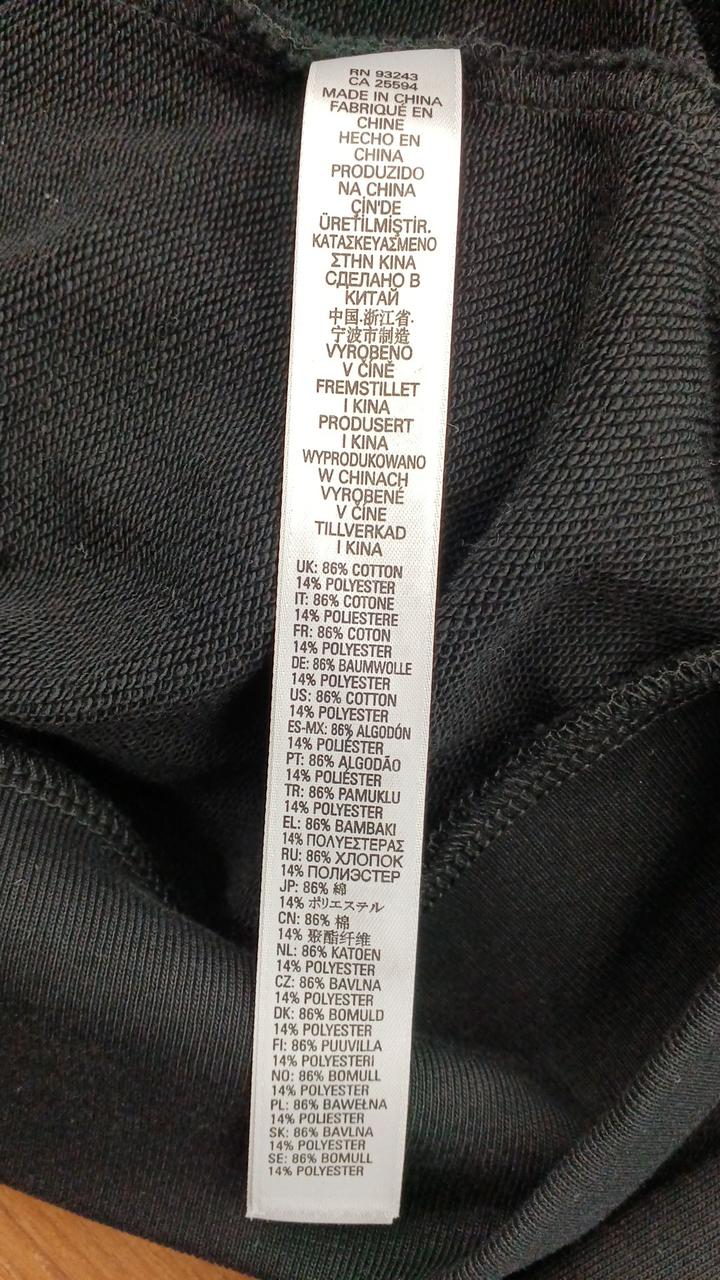 RN 93243
CA 25594
MADE IN CHINA
FABRIQUÉ EN
CHINE
HECHO EN
CHINA
PRODUZIDO
NA CHINA
ÇİN'DE
ÜRETİLMİŞTİR.
ΚΑΤΑΣΚΕΥΑΣΜΕΝΟ
ΣΤΗΝ ΚΙΝΑ
СДЕЛАНО В
КИТАЙ
中国.浙江省.
宁波市制造
VYROBENO
V ČÍNĚ
FREMSTILLET
I KINA
PRODUSERT
I KINA
WYPRODUKOWANO
W CHINACH
VYROBENÉ
V ČÍNE
TILLVERKAD
I KINA
UK: 86% COTTON
14% POLYESTER
IT: 86% COTONE
14% POLIESTERE
FR: 86% COTON
14% POLYESTER
DE: 86% BAUMWOLLE
14% POLYESTER
US: 86% COTTON
14% POLYESTER
ES-MX: 86% ALGODÓN
14% POLIÉSTER
PT: 86% ALGODÃO
14% POLIÉSTER
TR: 86% PAMUKLU
14% POLYESTER
EL: 86% ΒΑΜΒΑΚΙ
14% ΠΟΛΥΕΣΤΕΡΑΣ
RU: 86% ХЛОПОК
14% ПОЛИЭСТЕР
JP: 86% 綿
14% ポリエステル
CN: 86% 棉
14% 聚酯纤维
NL: 86% KATOEN
14% POLYESTER
CZ: 86% BAVLNA
14% POLYESTER
DK: 86% BOMULD
14% POLYESTER
FI: 86% PUUVILLA
14% POLYESTERI
NO: 86% BOMULL
14% POLYESTER
PL: 86% BAWEŁNA
14% POLIESTER
SK: 86% BAVLNA
14% POLYESTER
SE: 86% BOMULL
14% POLYESTER